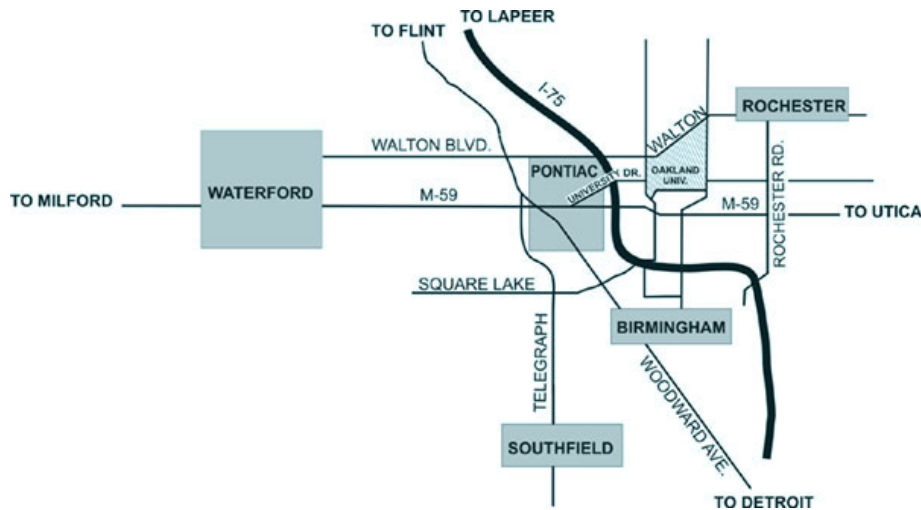 TO LAPEER
TO FLINT
I-75
ROCHESTER
WALTON
WALTON BLVD.
PONTIAC
OAKLAND
UNIV.
UNIVERSITY DR.
WATERFORD
TO MILFORD
M-59
M-59
TO UTICA
ROCHESTER RD.
SQUARE LAKE
BIRMINGHAM
TELEGRAPH
WOODWARD AVE.
SOUTHFIELD
TO DETROIT